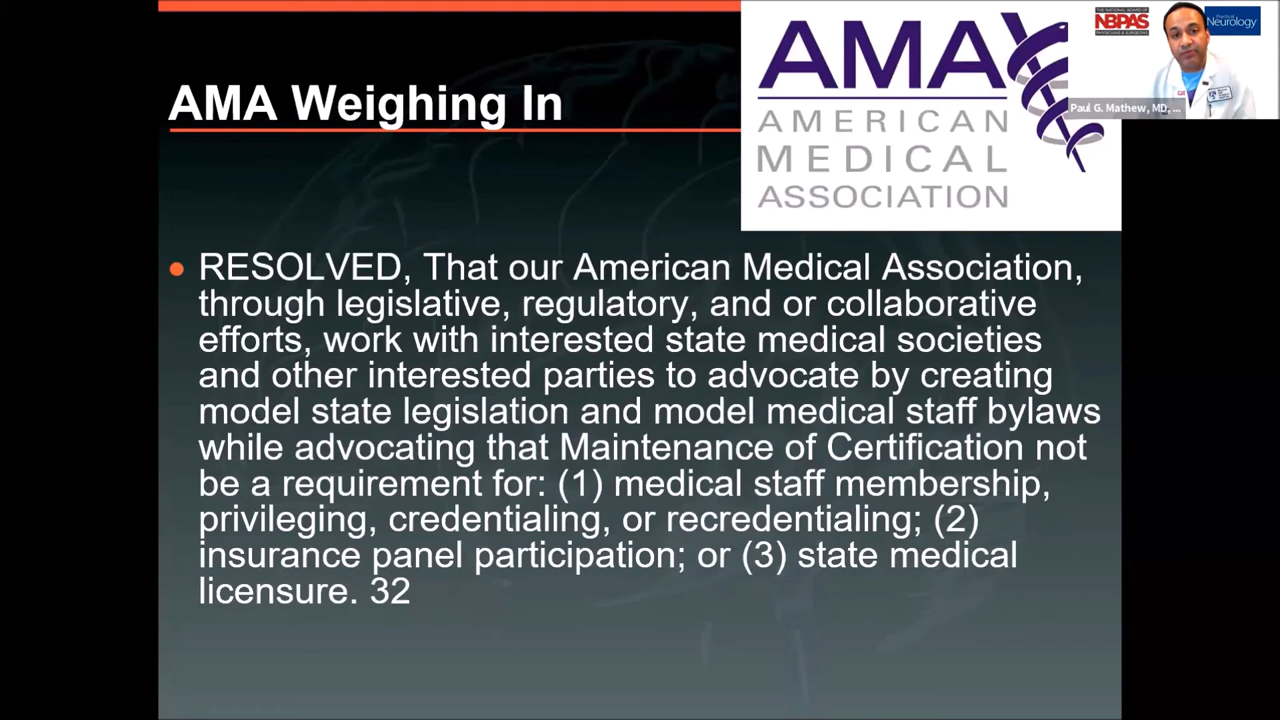 AMA Weighing In
AMA
AMERICAN
MEDICAL
ASSOCIATION
NBPAS
PHYSICIANS & SURGEONS
Neurology
Paul G. Mathew, MD, ...
RESOLVED, That our American Medical Association,
through legislative, regulatory, and or collaborative
efforts, work with interested state medical societies
and other interested parties to advocate by creating
model state legislation and model medical staff bylaws
while advocating that Maintenance of Certification not
be a requirement for: (1) medical staff membership,
privileging, credentialing, or recredentialing; (2)
insurance panel participation; or (3) state medical
licensure. 32